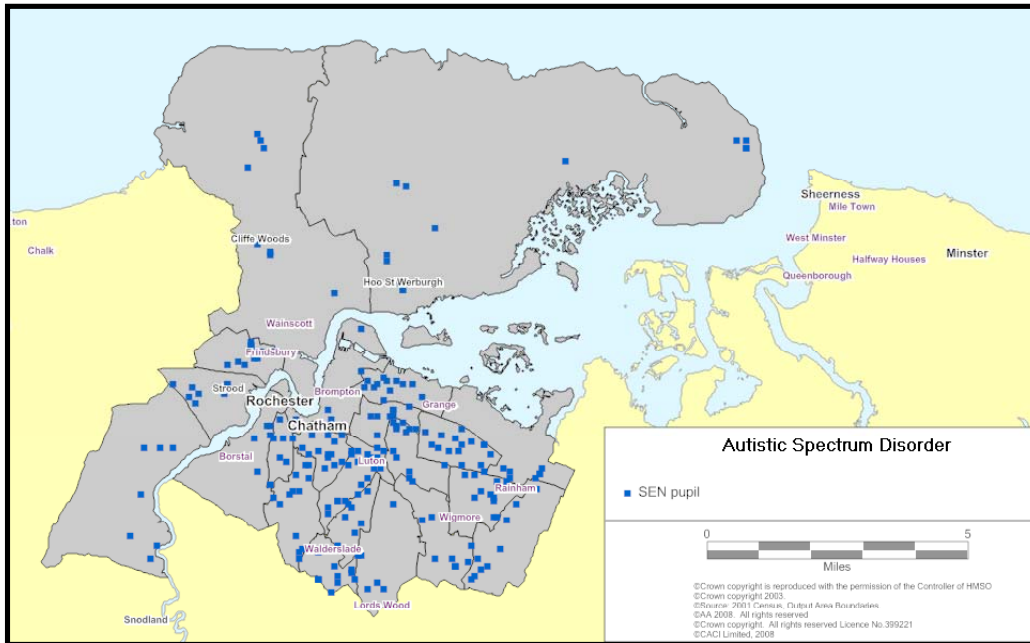 Sheerness
Mile Town
ton
Chalk
Cliffe Woods
West Minster
Halfway Houses
Minster
Queenborough
Hoo St Werburgh
Wainscott
Frindsbury
Strood
Rochester
Brompton
Grange
Chatham
Borstal
Luton
Rainham
Wigmore
Walderslade
Lords Wood
Snodland
Autistic Spectrum Disorder
SEN pupil
0 5
Miles
©Crown copyright is reproduced with the permission of the Controller of HMSO
©Crown copyright 2003.
©Source: 2001 Census, Output Area Boundaries
©AA 2008. All rights reserved
©Crown copyright. All rights reserved Licence No.399221
©CACI Limited, 2008